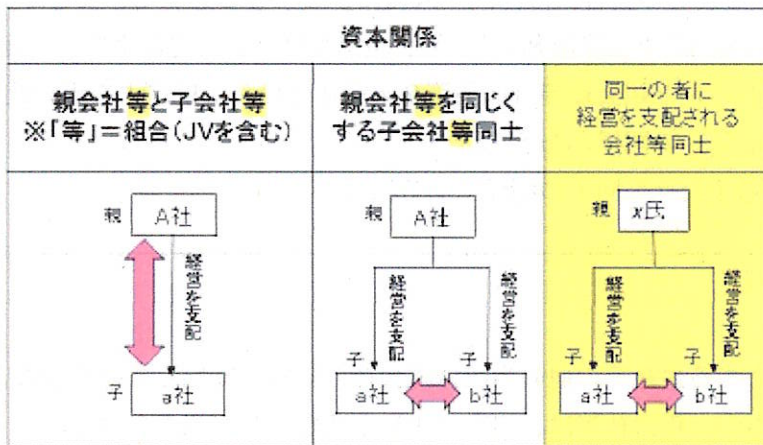 資本関係
親会社等と子会社等
※「等」=組合(JVを含む)
親会社等を同じく
する子会社等同士
同一の者に
経営を支配される
会社等同士
親
A社
経営を支配
子
a社
親
A社
経営を支配
経営を支配
子
子
a社
b社
親
x氏
経営を支配
経営を支配
子
子
a社
b社